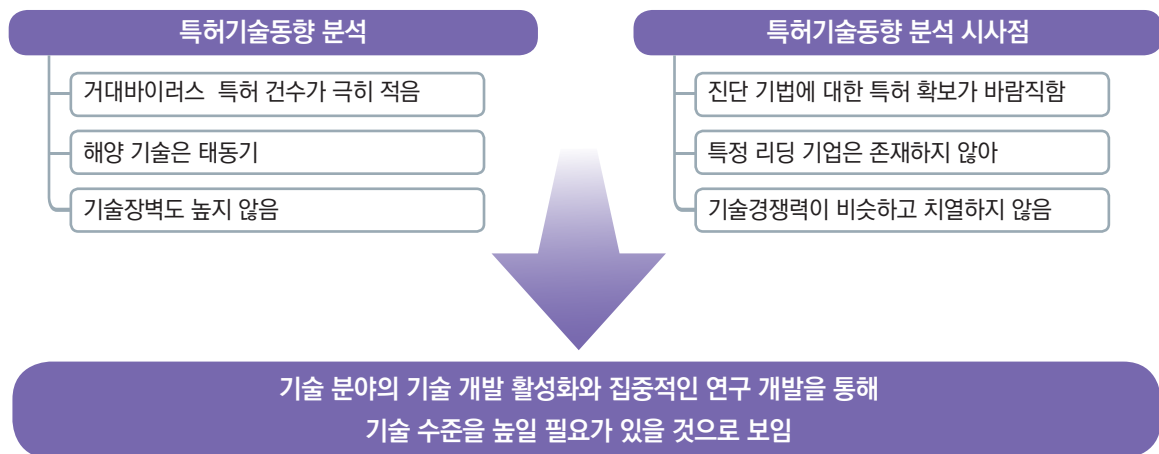 특허기술동향 분석
거대바이러스 특허 건수가 극히 적음
해양 기술은 태동기
기술장벽도 높지 않음
특허기술동향 분석 시사점
진단 기법에 대한 특허 확보가 바람직함
특정 리딩 기업은 존재하지 않아
기술경쟁력이 비슷하고 치열하지 않음
기술 분야의 기술 개발 활성화와 집중적인 연구 개발을 통해
기술 수준을 높일 필요가 있을 것으로 보임